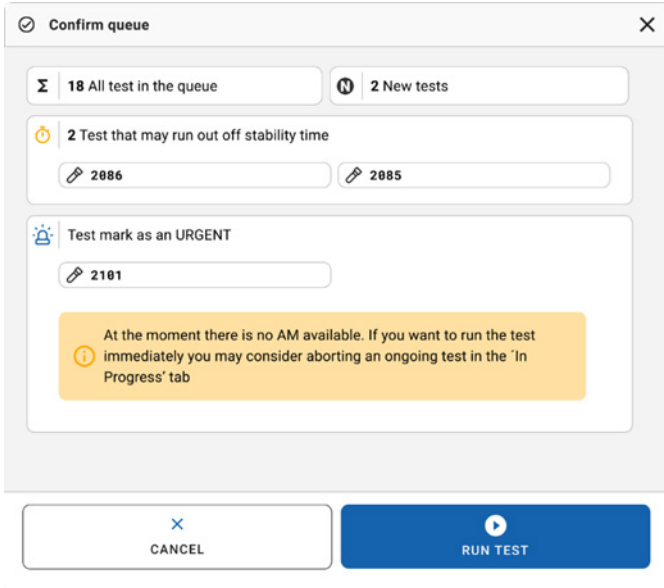 Confirm queue
Σ 18 All test in the queue
N 2 New tests
2 Test that may run out off stability time
2086
2085
Test mark as an URGENT
2101
At the moment there is no AM available. If you want to run the test
immediately you may consider aborting an ongoing test in the ´In
Progress’ tab
CANCEL
RUN TEST